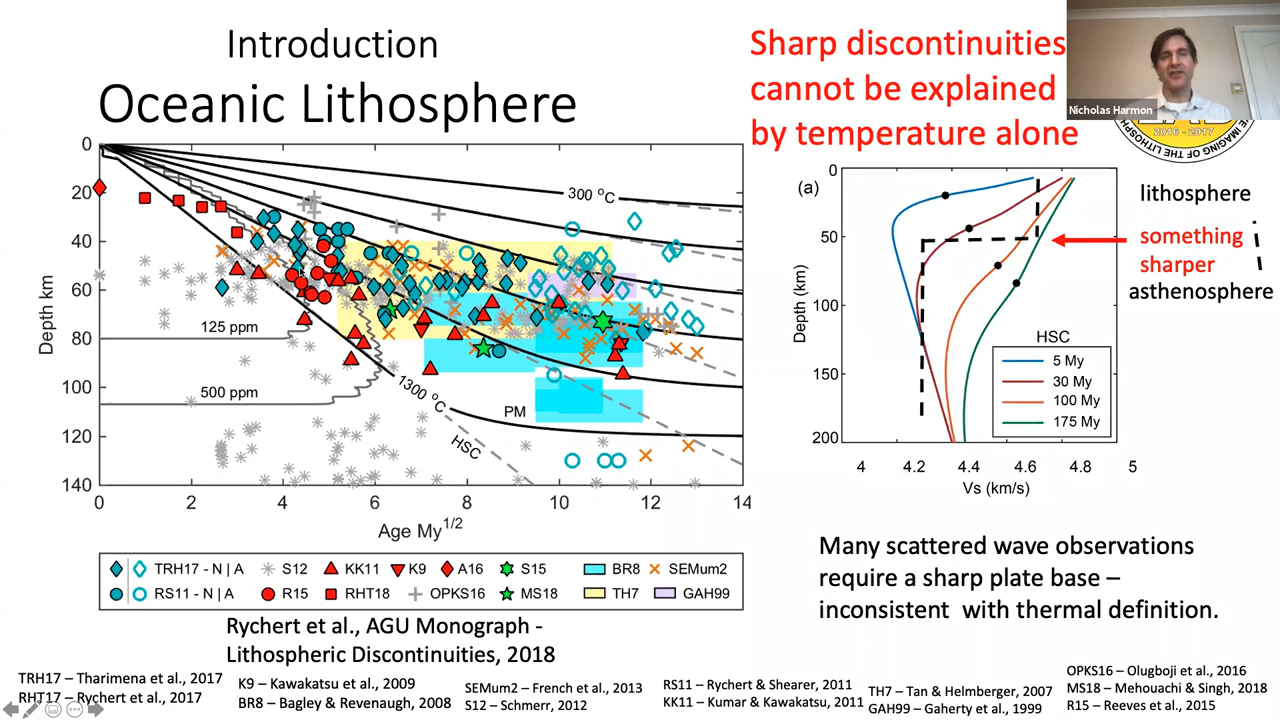 Introduction
Oceanic Lithosphere
Sharp discontinuities
cannot be explained
by temperature alone
Nicholas Harmon
2016 - 2017
IMAGING OF THE LITHOSPH
0
20
40
60
80
100
120
140
Depth km
300 °C
125 ppm
500 ppm
1300 °C
PM
HSC
0 2 4 6 8 10 12 14
Age My1/2
TRH17 - N | A S12 KK11 K9 A16 S15 BR8 SEMum2
RS11 - N | A R15 RHT18 OPKS16 MS18 TH7 GAH99
Rychert et al., AGU Monograph -
Lithospheric Discontinuities, 2018
(a)
0
50
100
150
200
Depth (km)
HSC
5 My
30 My
100 My
175 My
4 4.2 4.4 4.6 4.8 5
Vs (km/s)
lithosphere
something
sharper
asthenosphere
Many scattered wave observations
require a sharp plate base –
inconsistent with thermal definition.
TRH17 – Tharimena et al., 2017
RHT17 – Rychert et al., 2017
K9 – Kawakatsu et al., 2009
BR8 – Bagley & Revenaugh, 2008
SEMum2 – French et al., 2013
S12 – Schmerr, 2012
RS11 – Rychert & Shearer, 2011
KK11 – Kumar & Kawakatsu, 2011
TH7 – Tan & Helmberger, 2007
GAH99 – Gaherty et al., 1999
OPKS16 – Olugboji et al., 2016
MS18 – Mehouachi & Singh, 2018
R15 – Reeves et al., 2015